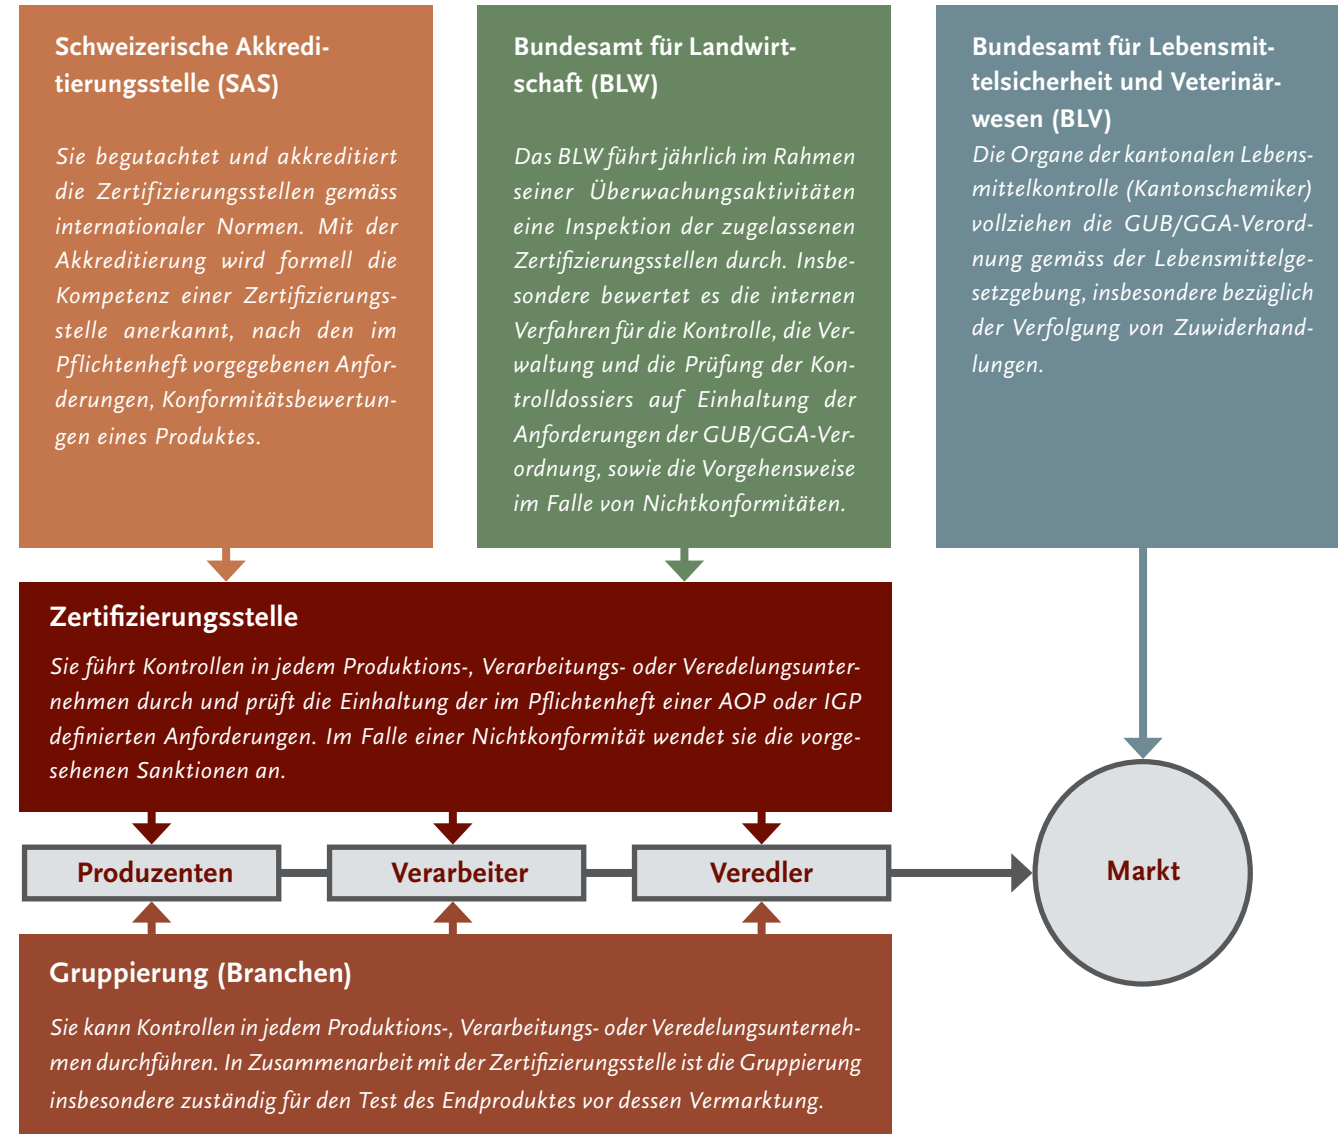 Schweizerische Akkredi-
tierungsstelle (SAS)
Sie begutachtet und akkreditiert
die Zertifizierungsstellen gemäss
internationaler Normen. Mit der
Akkreditierung wird formell die
Kompetenz einer Zertifizierungs-
stelle anerkannt, nach den im
Pflichtenheft vorgegebenen Anfor-
derungen, Konformitätsbewertun-
gen eines Produktes.
Bundesamt für Landwirt-
schaft (BLW)
Das BLW führt jährlich im Rahmen
seiner Überwachungsaktivitäten
eine Inspektion der zugelassenen
Zertifizierungsstellen durch. Insbe-
sondere bewertet es die internen
Verfahren für die Kontrolle, die Ver-
waltung und die Prüfung der Kon-
trolldossiers auf Einhaltung der
Anforderungen der GUB/GGA-Ver-
ordnung, sowie die Vorgehensweise
im Falle von Nichtkonformitäten.
Bundesamt für Lebensmit-
telsicherheit und Veterinär-
wesen (BLV)
Die Organe der kantonalen Lebens-
mittelkontrolle (Kantonschemiker)
vollziehen die GUB/GGA-Verord-
nung gemäss der Lebensmittelge-
setzgebung, insbesondere bezüglich
der Verfolgung von Zuwiderhand-
lungen.
Zertifizierungsstelle
Sie führt Kontrollen in jedem Produktions-, Verarbeitungs- oder Veredelungsunter-
nehmen durch und prüft die Einhaltung der im Pflichtenheft einer AOP oder IGP
definierten Anforderungen. Im Falle einer Nichtkonformität wendet sie die vorge-
sehenen Sanktionen an.
Produzenten
Verarbeiter
Veredler
Markt
Gruppierung (Branchen)
Sie kann Kontrollen in jedem Produktions-, Verarbeitungs- oder Veredelungsunterneh-
men durchführen. In Zusammenarbeit mit der Zertifizierungsstelle ist die Gruppierung
insbesondere zuständig für den Test des Endproduktes vor dessen Vermarktung.